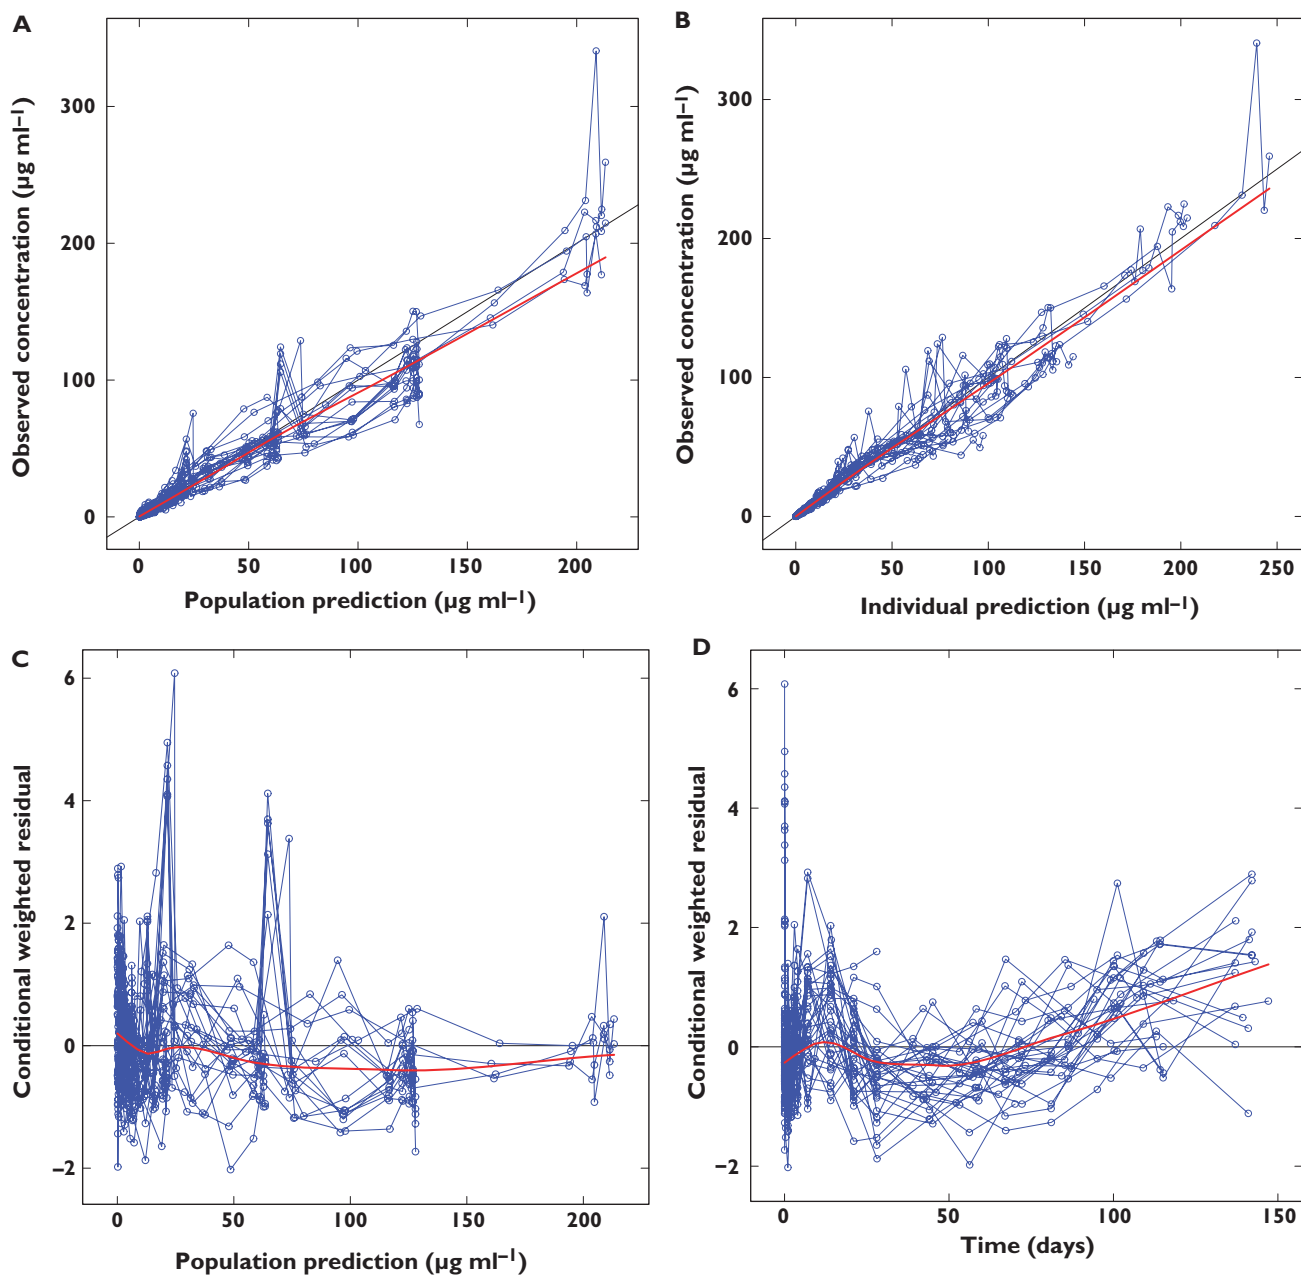 A
Observed concentration (µg ml⁻¹)
300
200
100
0
0 50 100 150 200
Population prediction (µg ml⁻¹)
B
Observed concentration (µg ml⁻¹)
300
200
100
0
0 50 100 150 200 250
Individual prediction (µg ml⁻¹)
C
Conditional weighted residual
6
4
2
0
−2
0 50 100 150 200
Population prediction (µg ml⁻¹)
D
Conditional weighted residual
6
4
2
0
−2
0 50 100 150
Time (days)